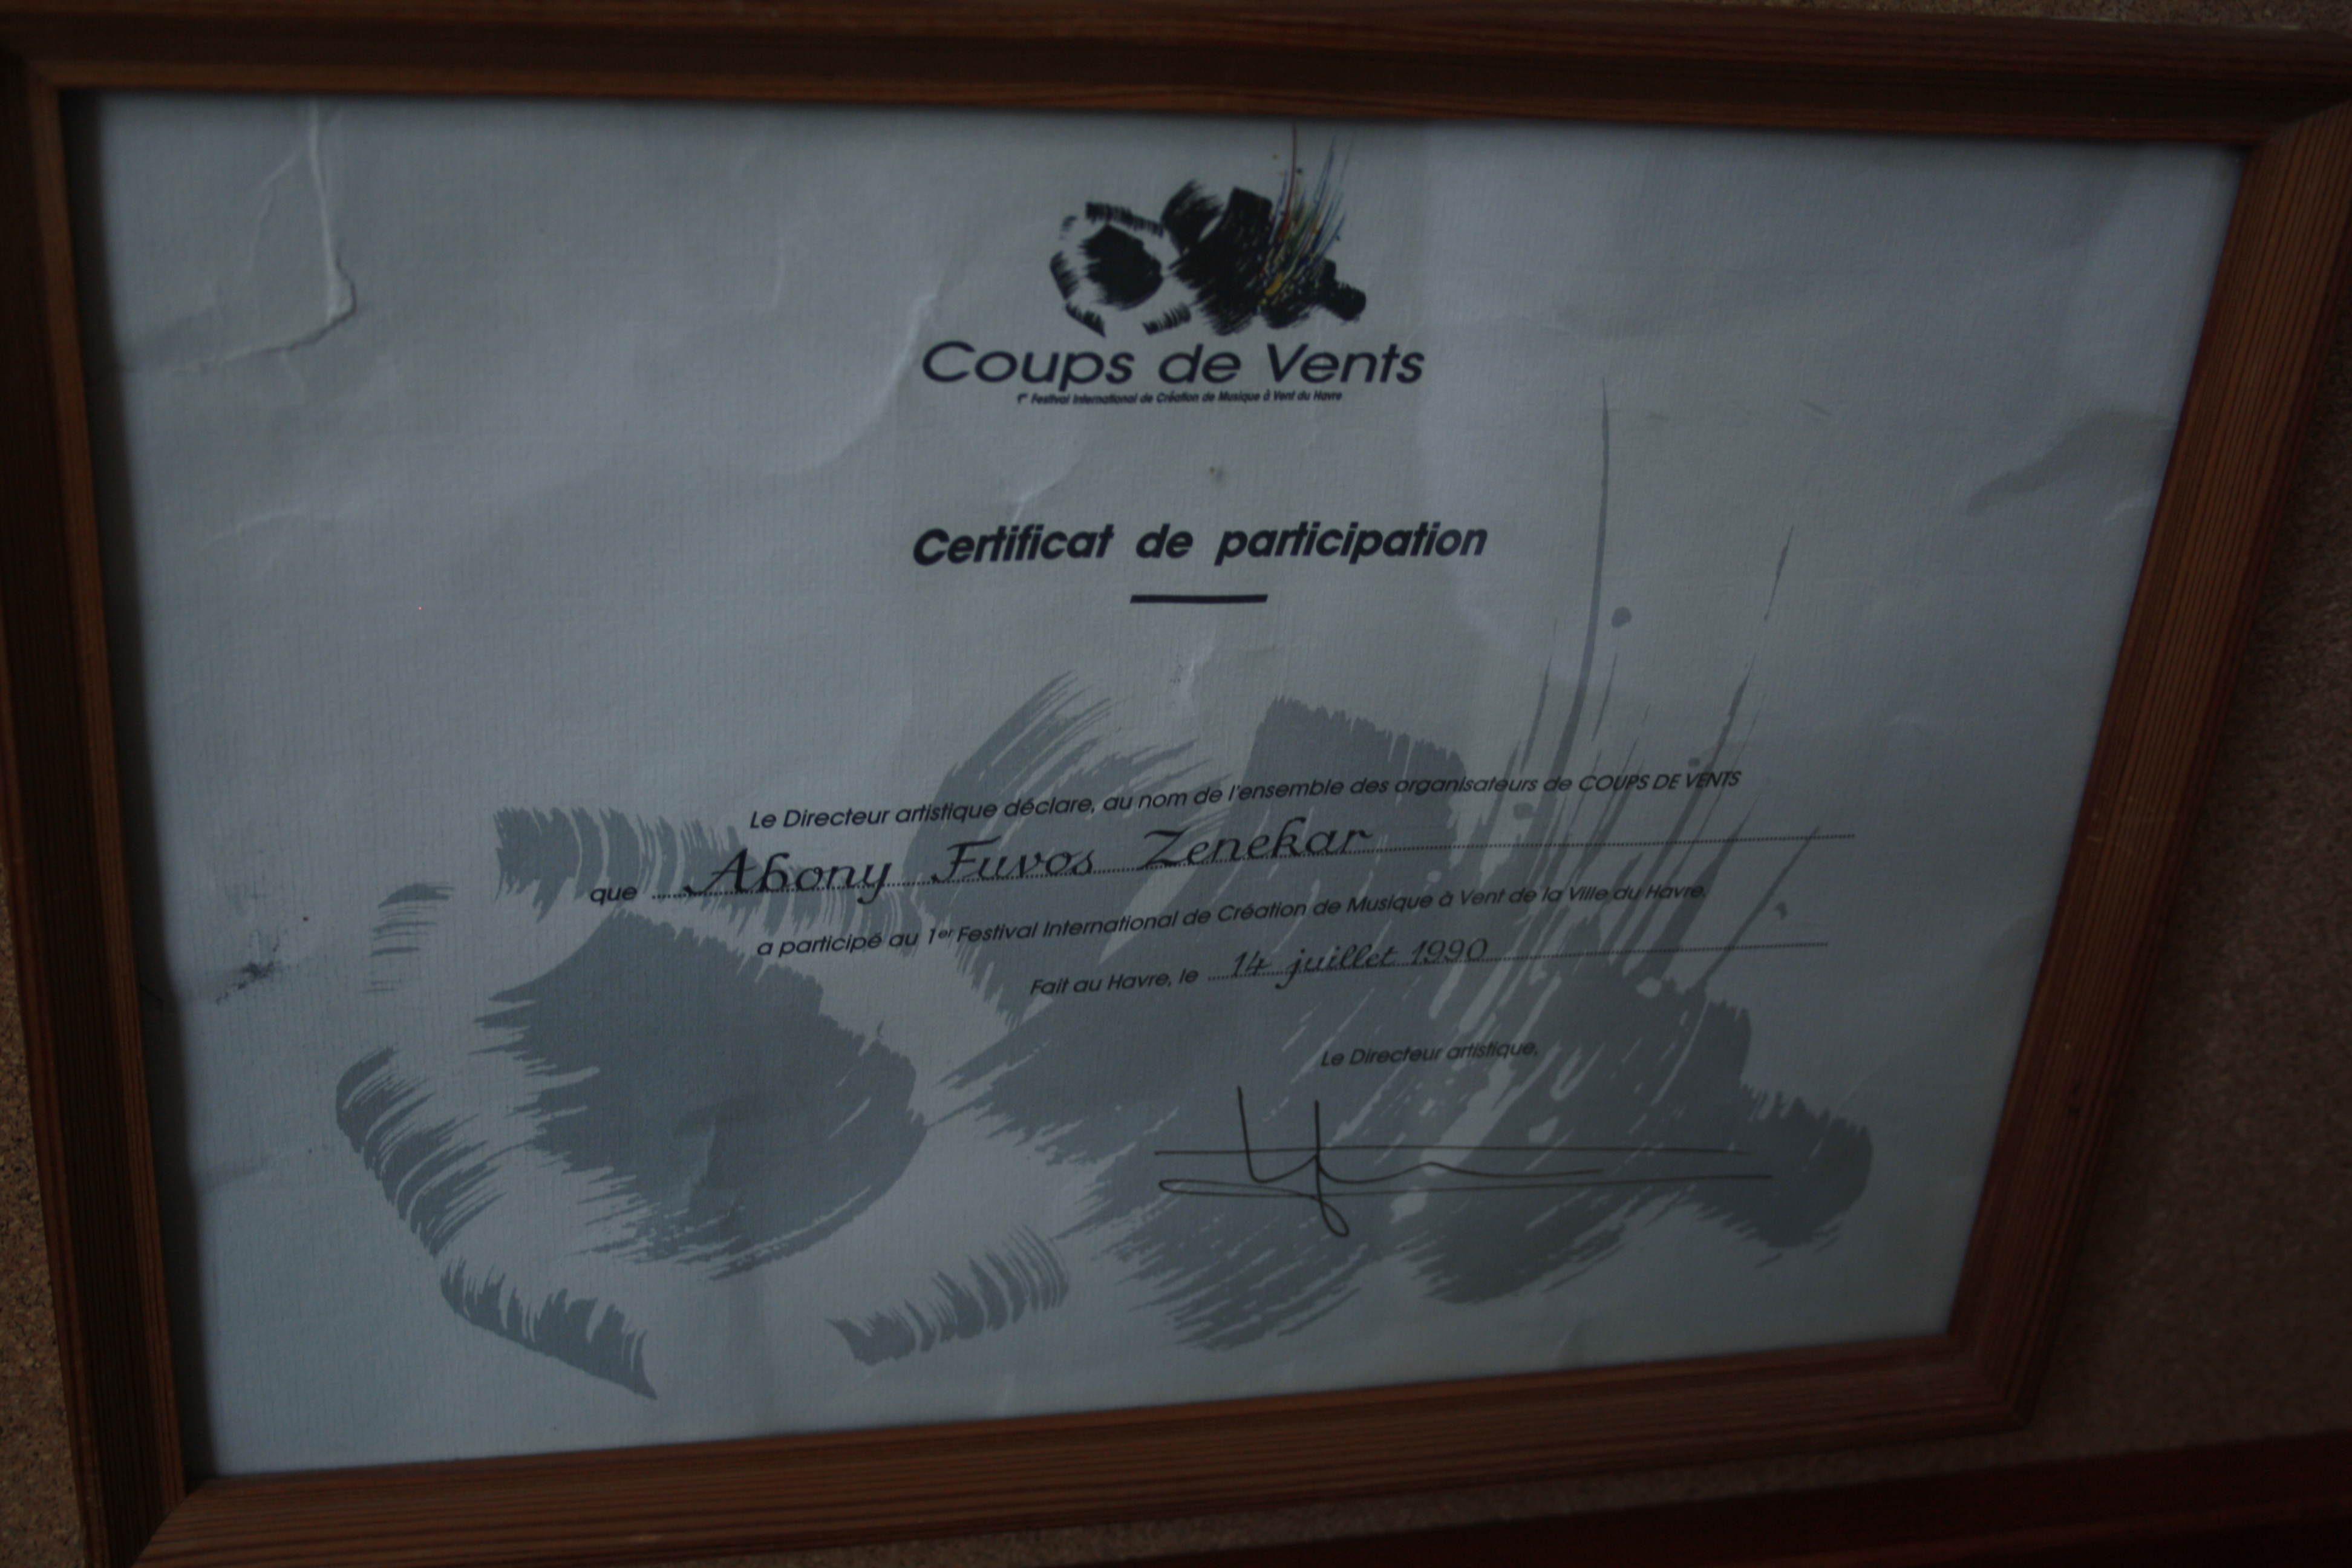 Coups de Vents
1er Festival International de Création de Musique à Vent du Havre
Certificat de participation
Le Directeur artistique déclare, au nom de l'ensemble des organisateurs de COUPS DE VENTS
que Abony Fuvos Zenekar
a participé au 1er Festival International de Création de Musique à Vent de la Ville du Havre.
Fait au Havre, le 14 juillet 1990
Le Directeur artistique,